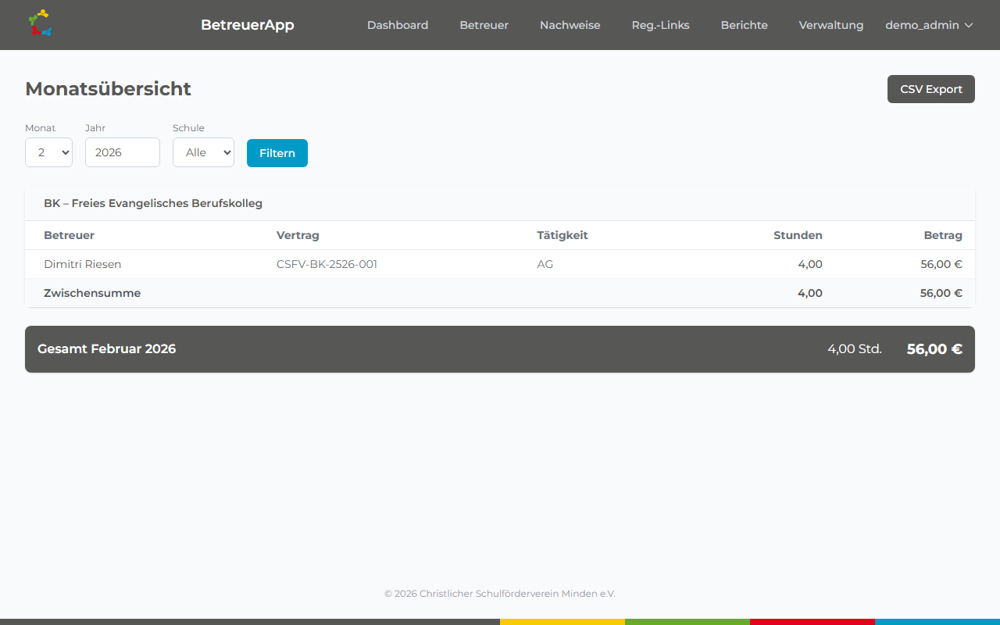 BetreuerApp Dashboard Betreuer Nachweise Reg.-Links Berichte Verwaltung demo_admin
Monatsübersicht CSV Export
Monat Jahr Schule
2 2026 Alle Filtern
BK – Freies Evangelisches Berufskolleg
Betreuer Vertrag Tätigkeit Stunden Betrag
Dimitri Riesen CSFV-BK-2526-001 AG 4,00 56,00 €
Zwischensumme 4,00 56,00 €
Gesamt Februar 2026 4,00 Std. 56,00 €
© 2026 Christlicher Schulförderverein Minden e.V.